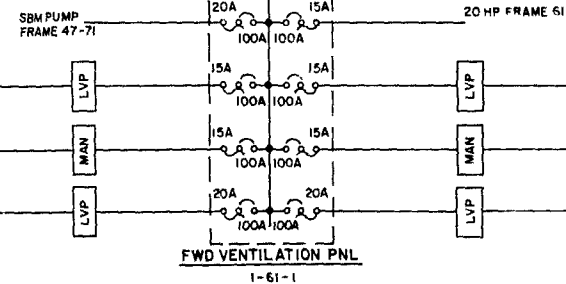 20A 15A
SBM PUMP
FRAME 47-71
20 HP FRAME 61
100A 100A
15A 15A
LVP LVP
100A 100A
15A 15A
MAN MAN
100A 100A
20A 20A
LVP LVP
100A 100A
FWD VENTILATION PNL
1-61-1